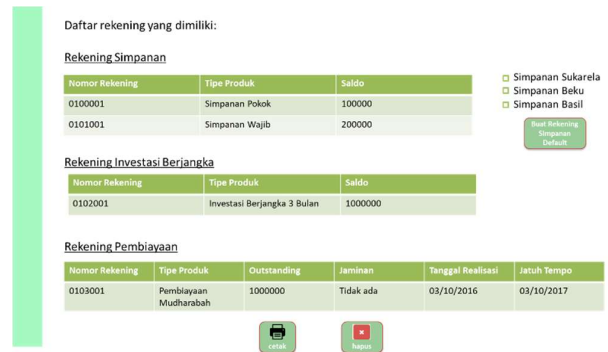 Daftar rekening yang dimiliki:
Rekening Simpanan
Nomor Rekening Tipe Produk Saldo
0100001 Simpanan Pokok 100000
0101001 Simpanan Wajib 200000
Simpanan Sukarela
Simpanan Beku
Simpanan Basil
Buat Rekening
Simpanan
Default
Rekening Investasi Berjangka
Nomor Rekening Tipe Produk Saldo
0102001 Investasi Berjangka 3 Bulan 1000000
Rekening Pembiayaan
Nomor Rekening Tipe Produk Outstanding Jaminan Tanggal Realisasi Jatuh Tempo
0103001 Pembiayaan 1000000 Tidak ada 03/10/2016 03/10/2017
Mudharabah
cetak hapus